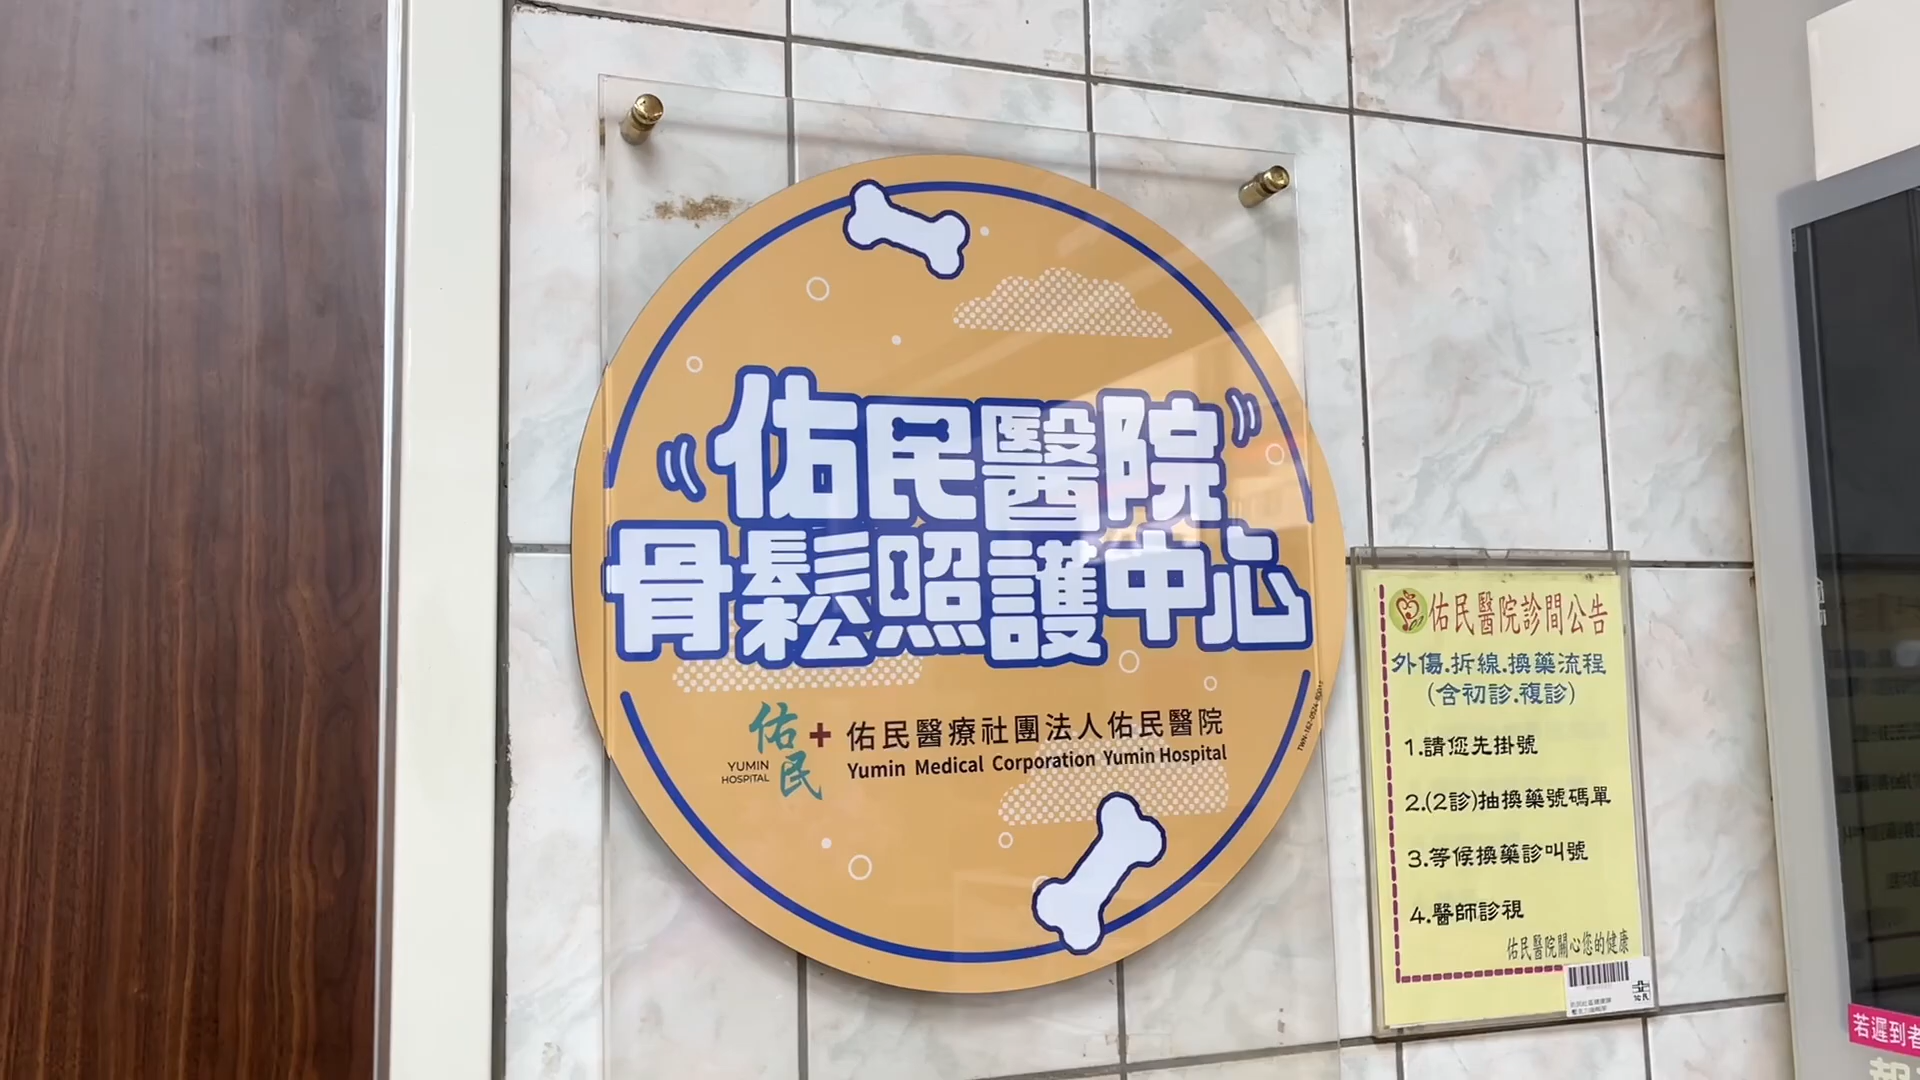 佑民醫院
骨鬆照護中心
佑民
YUMIN
HOSPITAL
佑民醫療社團法人佑民醫院
Yumin Medical Corporation Yumin Hospital
佑民醫院診間公告
外傷.拆線.換藥流程
(含初診.複診)
1.請您先掛號
2.(2診)抽換藥號碼單
3.等候換藥診叫號
4.醫師診視
佑民醫院關心您的健康
佑民
若遲到者